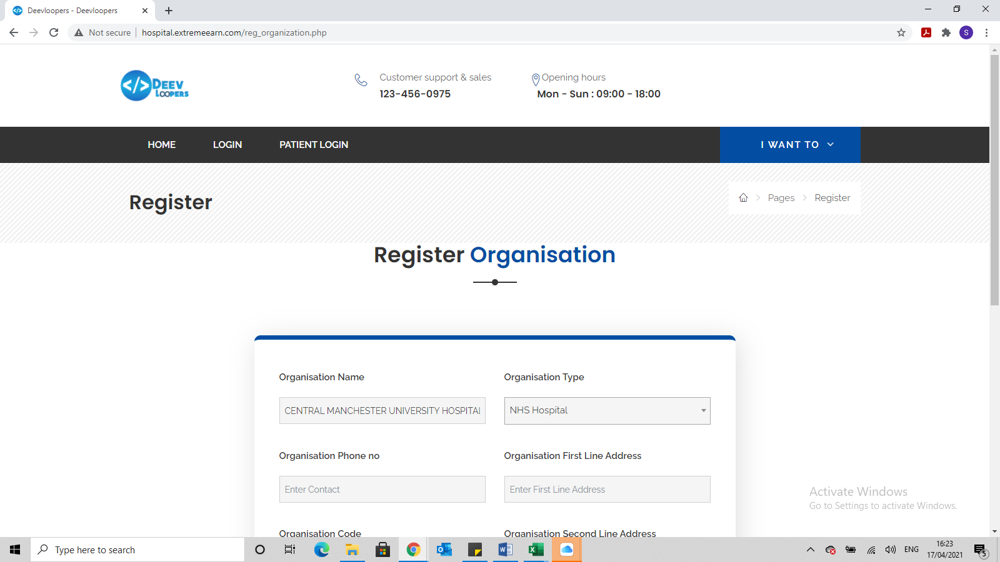 Deevloopers - Deevloopers
Not secure
hospital.extremeearn.com/reg_organization.php
S
</>DEEV
LOOPERS
Customer support & sales
123-456-0975
Opening hours
Mon - Sun : 09:00 - 18:00
HOME
LOGIN
PATIENT LOGIN
I WANT TO
Register
Pages
Register
Register Organisation
Organisation Name
Organisation Type
CENTRAL MANCHESTER UNIVERSITY HOSPITAL
NHS Hospital
Organisation Phone no
Organisation First Line Address
Enter Contact
Enter First Line Address
Organisation Code
Organisation Second Line Address
Activate Windows
Go to Settings to activate Windows.
Type here to search
ENG
16:23
17/04/2021
5